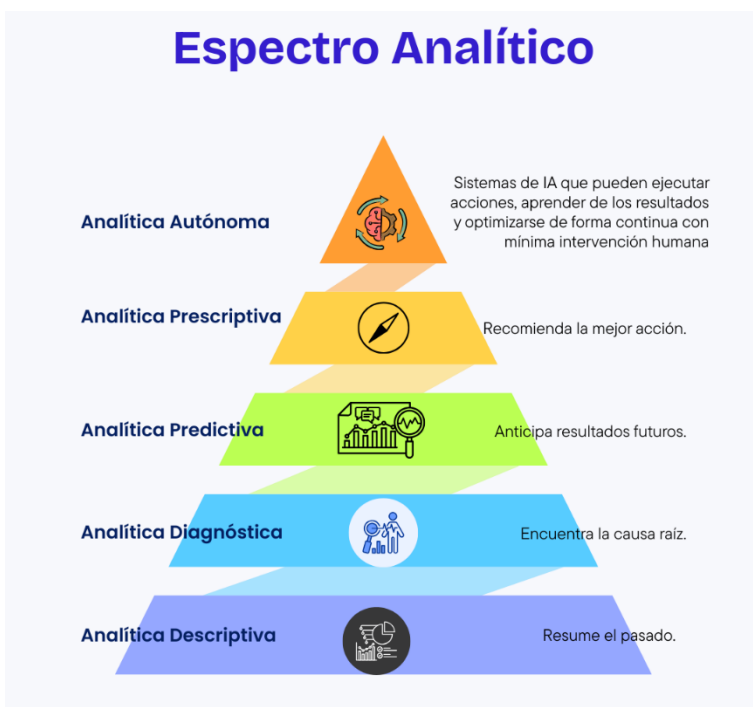 Espectro Analítico
Analítica Autónoma
Sistemas de IA que pueden ejecutar
acciones, aprender de los resultados
y optimizarse de forma continua con
mínima intervención humana
Analítica Prescriptiva
Recomienda la mejor acción.
Analítica Predictiva
Anticipa resultados futuros.
Analítica Diagnóstica
Encuentra la causa raíz.
Analítica Descriptiva
Resume el pasado.